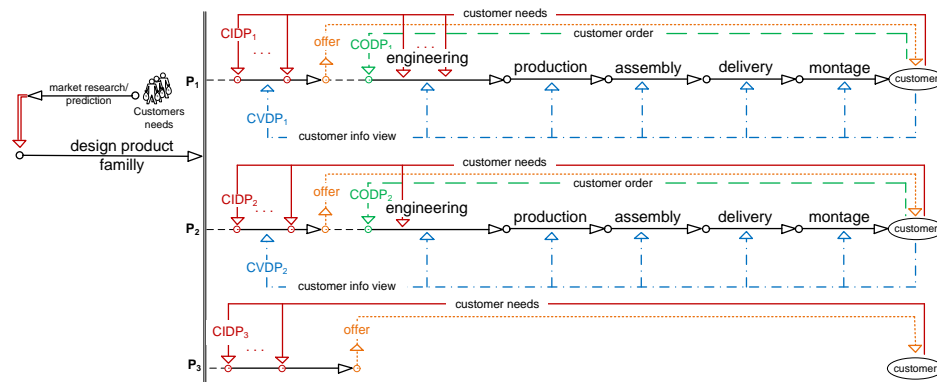 customer needs
CIDP₁
. . .
offer
CODP₁
. . .
customer order
engineering
P₁
production
assembly
delivery
montage
customer
market research/
prediction
Customers
needs
CVDP₁
customer info view
design product
familly
customer needs
CIDP₂
. . .
offer
CODP₂
customer order
engineering
P₂
production
assembly
delivery
montage
customer
CVDP₂
customer info view
customer needs
CIDP₃
. . .
offer
P₃
customer